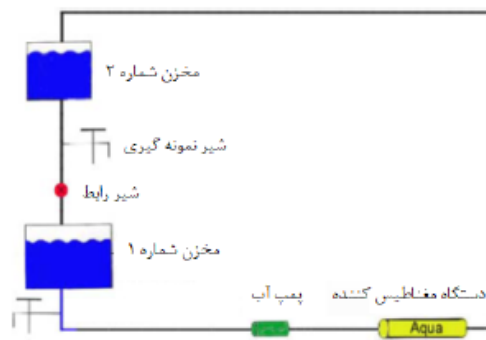 مخزن شماره ۲
شیر نمونه گیری
شیر رابط
مخزن شماره ۱
دستگاه مغناطیس کننده
پمپ آب
Aqua